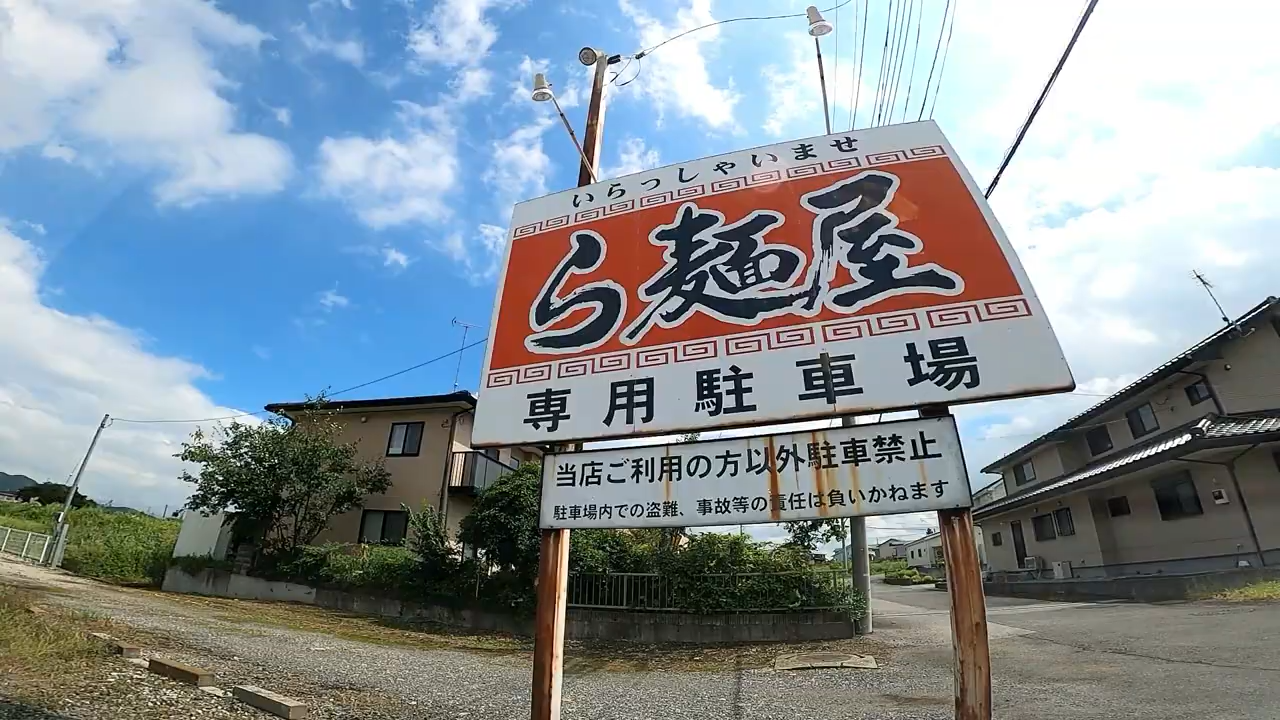 いらっしゃいませ
ら麺屋
専用駐車場
当店ご利用の方以外駐車禁止
駐車場内での盗難、事故等の責任は負いかねます